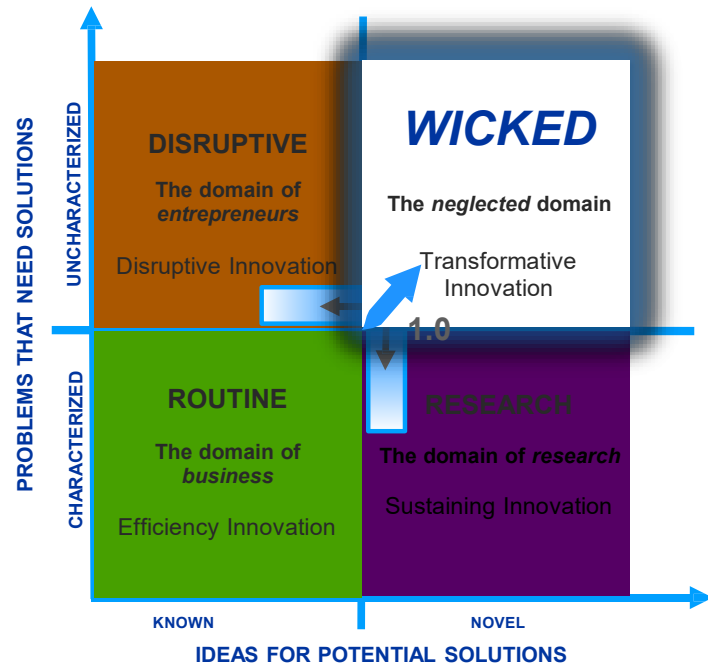 PROBLEMS THAT NEED SOLUTIONS
UNCHARACTERIZED
CHARACTERIZED
DISRUPTIVE
The domain of
entrepreneurs
Disruptive Innovation
WICKED
The neglected domain
Transformative
Innovation
1.0
ROUTINE
The domain of
business
Efficiency Innovation
RESEARCH
The domain of research
Sustaining Innovation
KNOWN
NOVEL
IDEAS FOR POTENTIAL SOLUTIONS